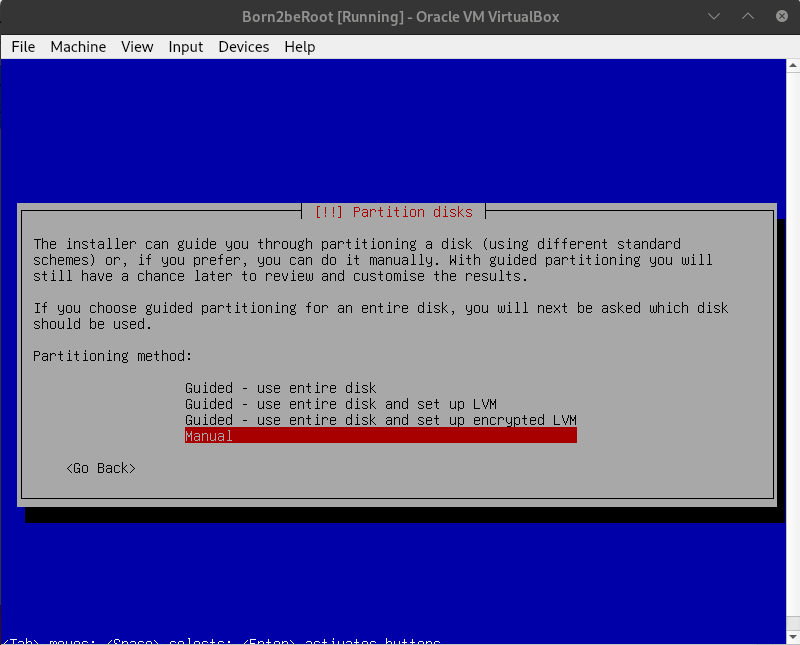 Born2beRoot [Running] - Oracle VM VirtualBox
File Machine View Input Devices Help
[!!] Partition disks
The installer can guide you through partitioning a disk (using different standard
schemes) or, if you prefer, you can do it manually. With guided partitioning you will
still have a chance later to review and customise the results.
If you choose guided partitioning for an entire disk, you will next be asked which disk
should be used.
Partitioning method:
Guided - use entire disk
Guided - use entire disk and set up LVM
Guided - use entire disk and set up encrypted LVM
Manual
<Go Back>
<Tab> moves; <Space> selects; <Enter> activates buttons